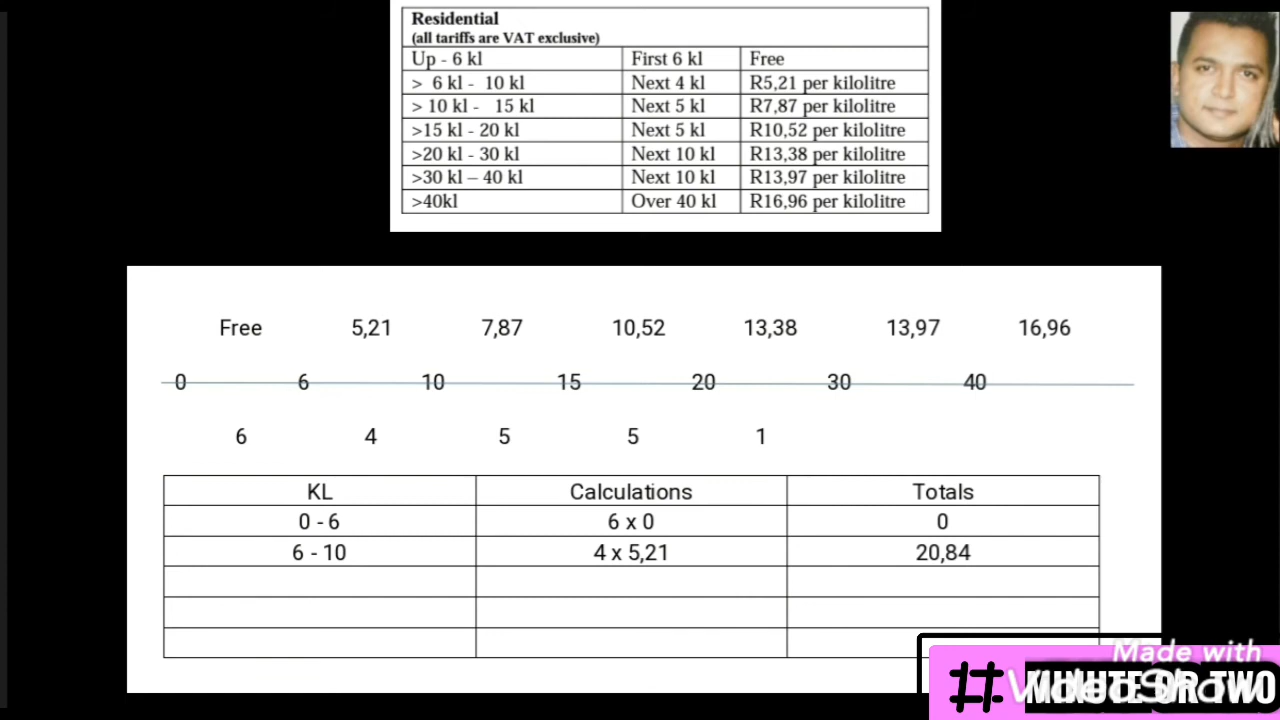 Residential
(all tariffs are VAT exclusive)
Up - 6 kl First 6 kl Free
> 6 kl - 10 kl Next 4 kl R5,21 per kilolitre
> 10 kl - 15 kl Next 5 kl R7,87 per kilolitre
>15 kl - 20 kl Next 5 kl R10,52 per kilolitre
>20 kl - 30 kl Next 10 kl R13,38 per kilolitre
>30 kl – 40 kl Next 10 kl R13,97 per kilolitre
>40kl Over 40 kl R16,96 per kilolitre
Free 5,21 7,87 10,52 13,38 13,97 16,96
0 6 10 15 20 30 40
6 4 5 5 1
KL Calculations Totals
0 - 6 6 x 0 0
6 - 10 4 x 5,21 20,84
Made with
VideoShow
# MINUTE OR TWO